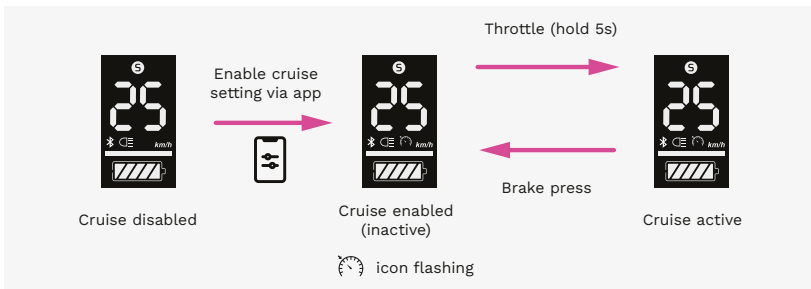 Throttle (hold 5s)
S
25
km/h
Enable cruise
setting via app
S
25
km/h
S
25
km/h
Brake press
Cruise disabled
Cruise enabled
(inactive)
Cruise active
icon flashing